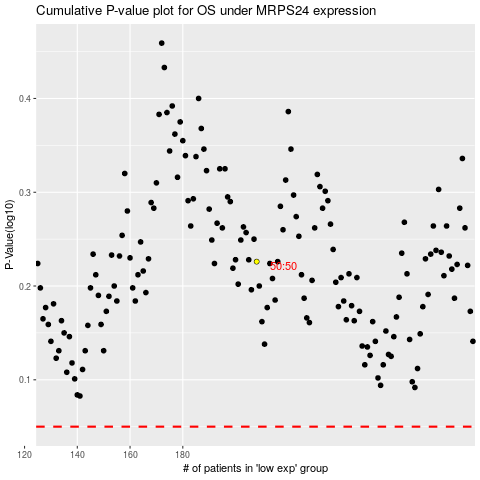 Cumulative P-value plot for OS under MRPS24 expression
P-Value(log10)
0.4
0.3
0.2
0.1
50:50
120 140 160 180
# of patients in 'low exp' group